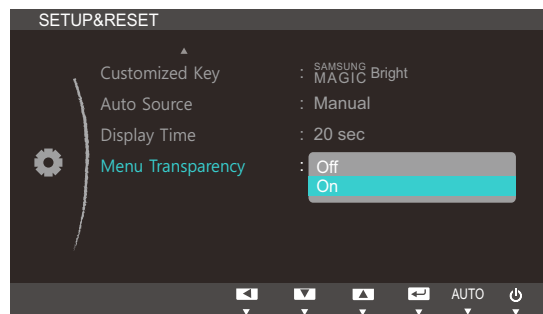 SETUP&RESET
Customized Key : SAMSUNG MAGIC Bright
Auto Source : Manual
Display Time : 20 sec
Menu Transparency : Off
On
AUTO